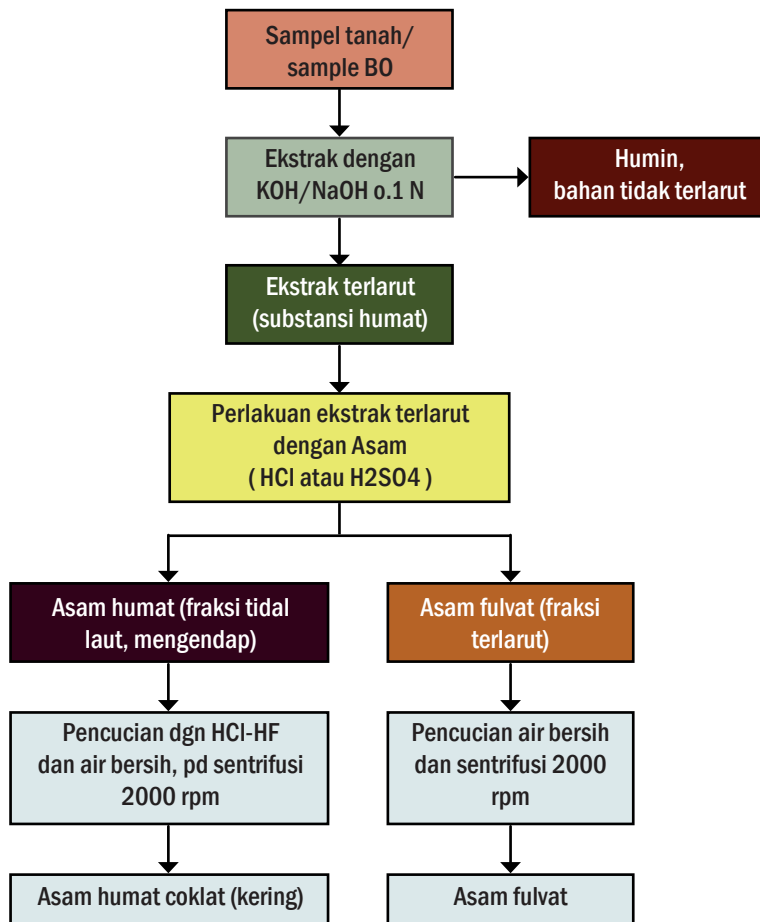 Sampel tanah/
sample BO
Ekstrak dengan
KOH/NaOH o.1 N
Humin,
bahan tidak terlarut
Ekstrak terlarut
(substansi humat)
Perlakuan ekstrak terlarut
dengan Asam
( HCl atau H2SO4 )
Asam humat (fraksi tidal
laut, mengendap)
Asam fulvat (fraksi
terlarut)
Pencucian dgn HCl-HF
dan air bersih, pd sentrifusi
2000 rpm
Pencucian air bersih
dan sentrifusi 2000
rpm
Asam humat coklat (kering)
Asam fulvat